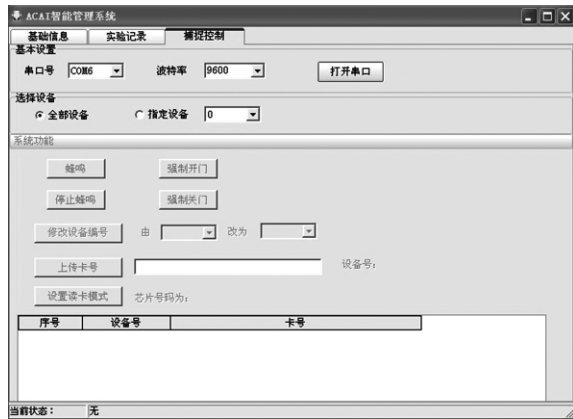 ACAI智能管理系统
基础信息 实验记录 捕捉控制
基本设置
串口号 COM6 波特率 9600 打开串口
选择设备
全部设备 指定设备 0
系统功能
蜂鸣 强制开门
停止蜂鸣 强制关门
修改设备编号 由 改为
上传卡号 设备号:
设置读卡模式 芯片号码为:
序号 设备号 卡号
当前状态: 无